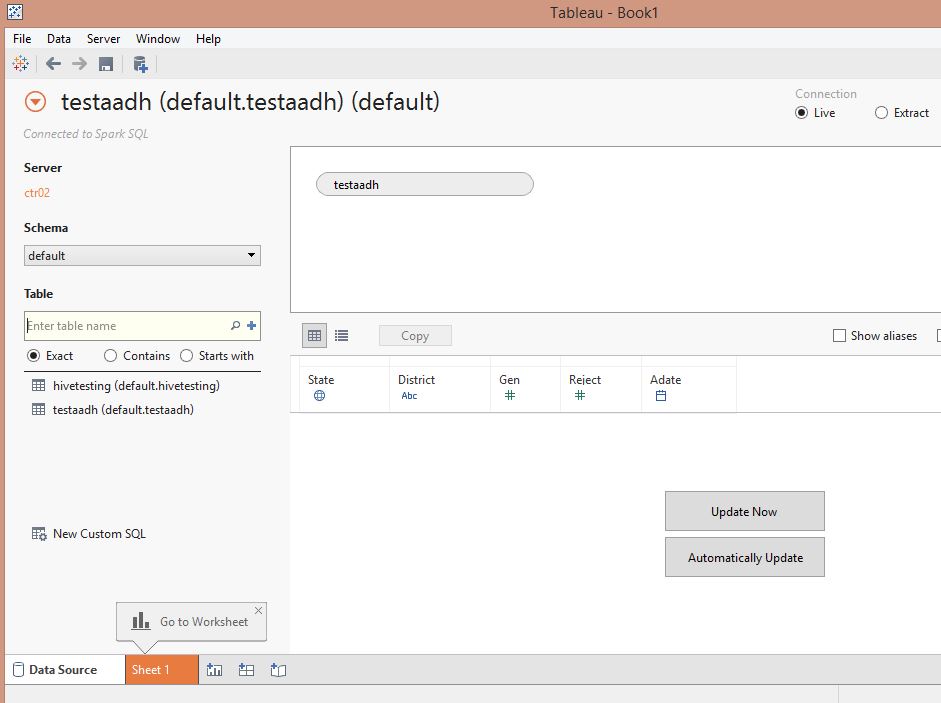 Tableau - Book1
File Data Server Window Help
testaadh (default.testaadh) (default)
Connection
Live Extract
Connected to Spark SQL
Server
ctr02
Schema
default
Table
Enter table name
Exact Contains Starts with
hivetesting (default.hivetesting)
testaadh (default.testaadh)
New Custom SQL
testaadh
Copy
Show aliases
State District Gen Reject Adate
Abc
Update Now
Automatically Update
Go to Worksheet
Data Source Sheet 1